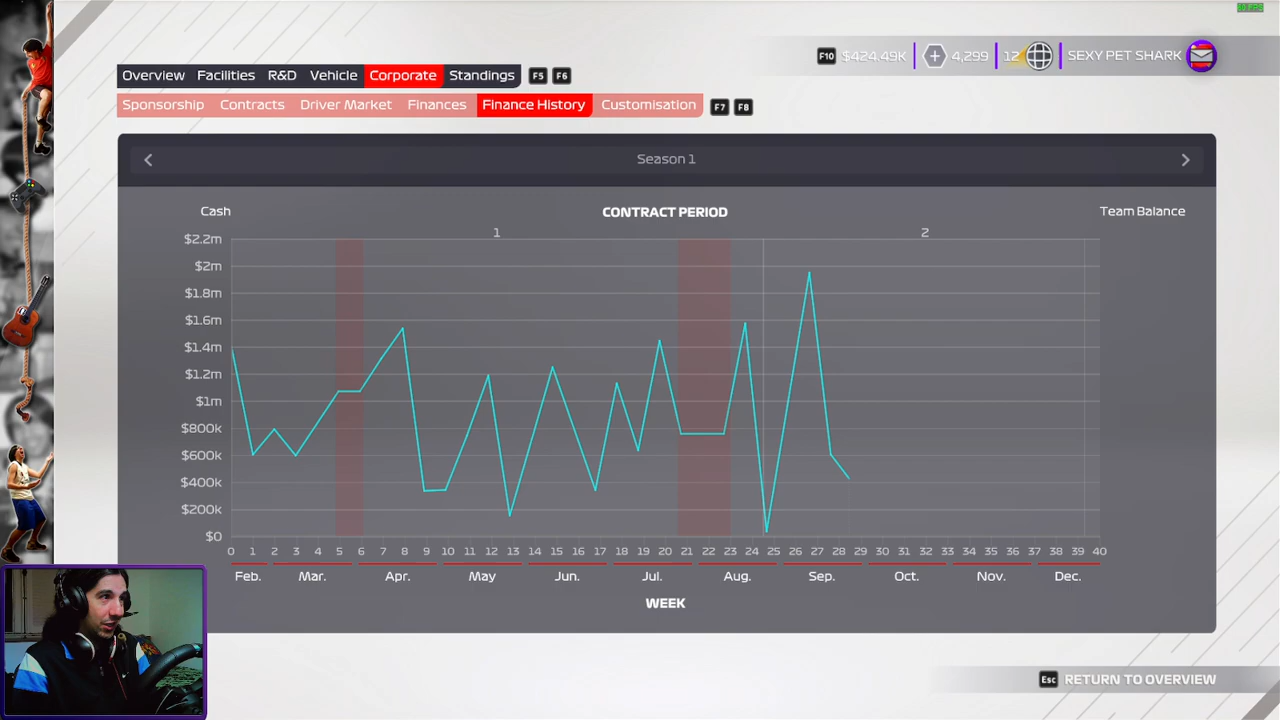 F10 $424.49K 4,299 12 SEXY PET SHARK
Overview Facilities R&D Vehicle Corporate Standings F5 F6
Sponsorship Contracts Driver Market Finances Finance History Customisation F7 F8
Season 1
Cash CONTRACT PERIOD Team Balance
1 2
$2.2m
$2m
$1.8m
$1.6m
$1.4m
$1.2m
$1m
$800k
$600k
$400k
$200k
$0
0 1 2 3 4 5 6 7 8 9 10 11 12 13 14 15 16 17 18 19 20 21 22 23 24 25 26 27 28 29 30 31 32 33 34 35 36 37 38 39 40
Feb. Mar. Apr. May Jun. Jul. Aug. Sep. Oct. Nov. Dec.
WEEK
Esc RETURN TO OVERVIEW